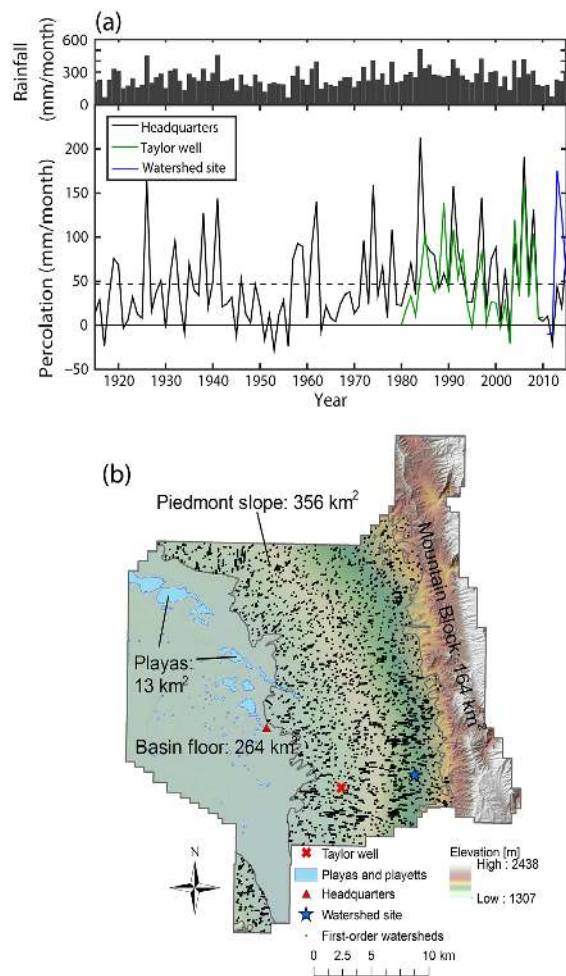 (a)
Rainfall
(mm/month)
600
300
0
Headquarters
Taylor well
Watershed site
Percolation (mm/month)
200
150
100
50
0
−50
1920 1930 1940 1950 1960 1970 1980 1990 2000 2010
Year
(b)
Piedmont slope: 356 km²
Mountain Block: 164 km²
Playas:
13 km²
Basin floor: 264 km²
N
Taylor well
Playas and playetts
Headquarters
Watershed site
First-order watersheds
Elevation [m]
High : 2438
Low : 1307
0 2.5 5 10 km